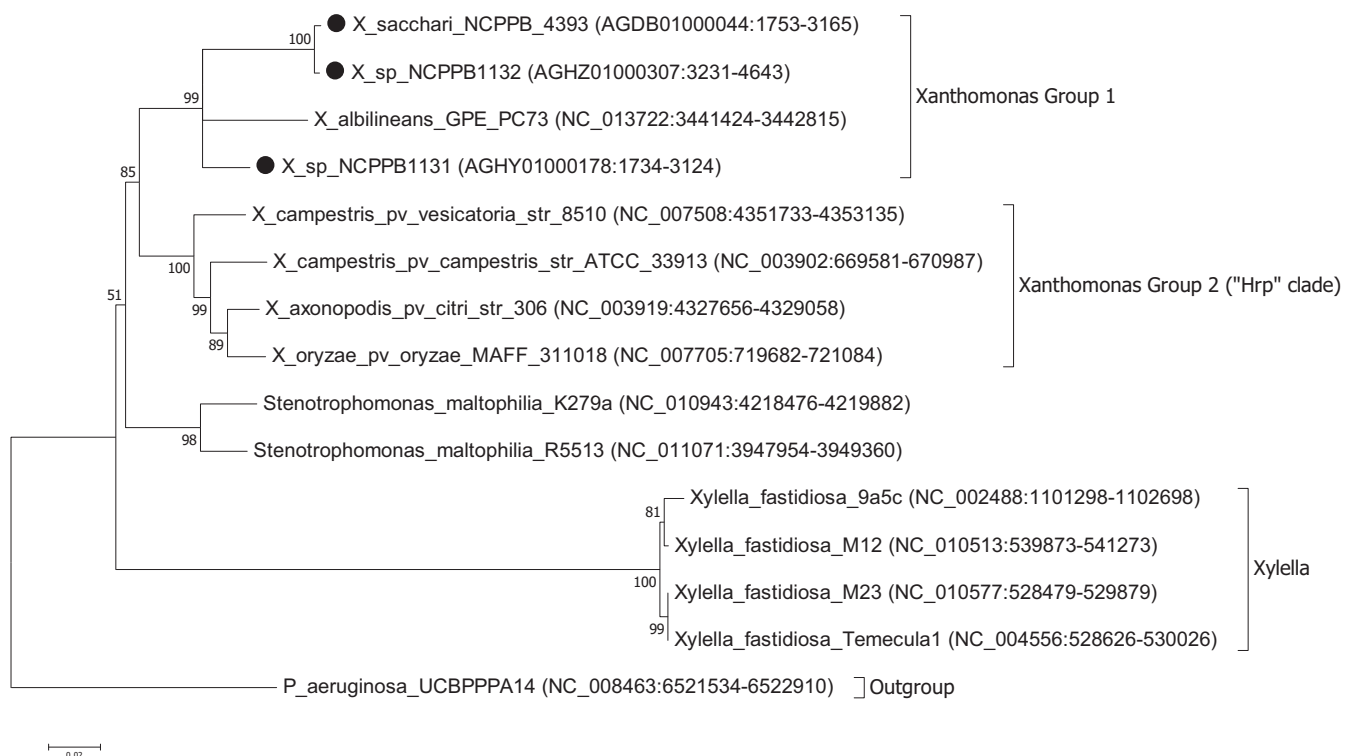 X_sacchari_NCPPB_4393 (AGDB01000044:1753-3165)
100
X_sp_NCPPB1132 (AGHZ01000307:3231-4643)
Xanthomonas Group 1
99
X_albilineans_GPE_PC73 (NC_013722:3441424-3442815)
X_sp_NCPPB1131 (AGHY01000178:1734-3124)
85
X_campestris_pv_vesicatoria_str_8510 (NC_007508:4351733-4353135)
100
X_campestris_pv_campestris_str_ATCC_33913 (NC_003902:669581-670987)
Xanthomonas Group 2 ("Hrp" clade)
51
99
X_axonopodis_pv_citri_str_306 (NC_003919:4327656-4329058)
89
X_oryzae_pv_oryzae_MAFF_311018 (NC_007705:719682-721084)
Stenotrophomonas_maltophilia_K279a (NC_010943:4218476-4219882)
98
Stenotrophomonas_maltophilia_R5513 (NC_011071:3947954-3949360)
Xylella_fastidiosa_9a5c (NC_002488:1101298-1102698)
81
Xylella_fastidiosa_M12 (NC_010513:539873-541273)
Xylella
100
Xylella_fastidiosa_M23 (NC_010577:528479-529879)
99
Xylella_fastidiosa_Temecula1 (NC_004556:528626-530026)
P_aeruginosa_UCBPPPA14 (NC_008463:6521534-6522910)
Outgroup
0.02